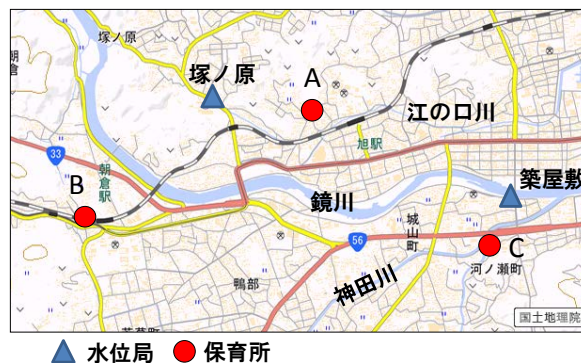 塚ノ原
塚ノ原
A
江の口川
旭駅
33
朝倉
朝倉駅
B
築屋敷
鏡川
城山町
56
C
河ノ瀬町
鴨部
神田川
国土地理院
水位局
保育所